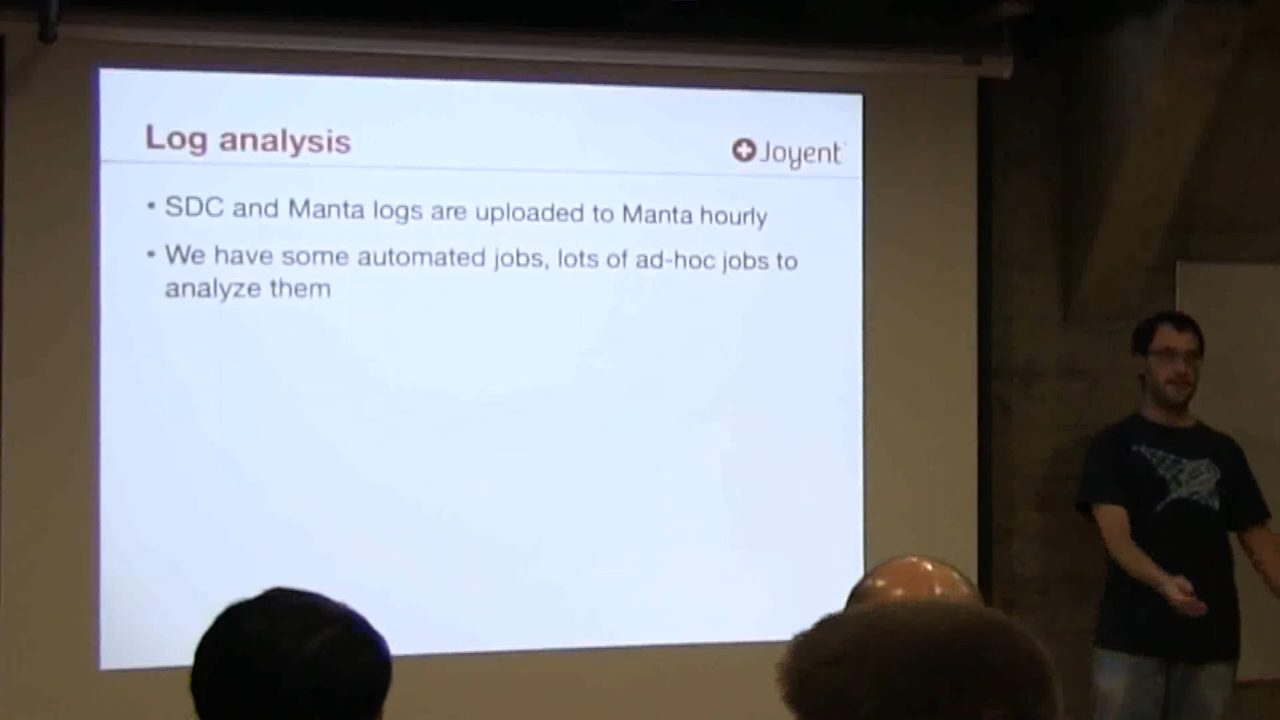 Log analysis
Joyent
• SDC and Manta logs are uploaded to Manta hourly
• We have some automated jobs, lots of ad-hoc jobs to
analyze them